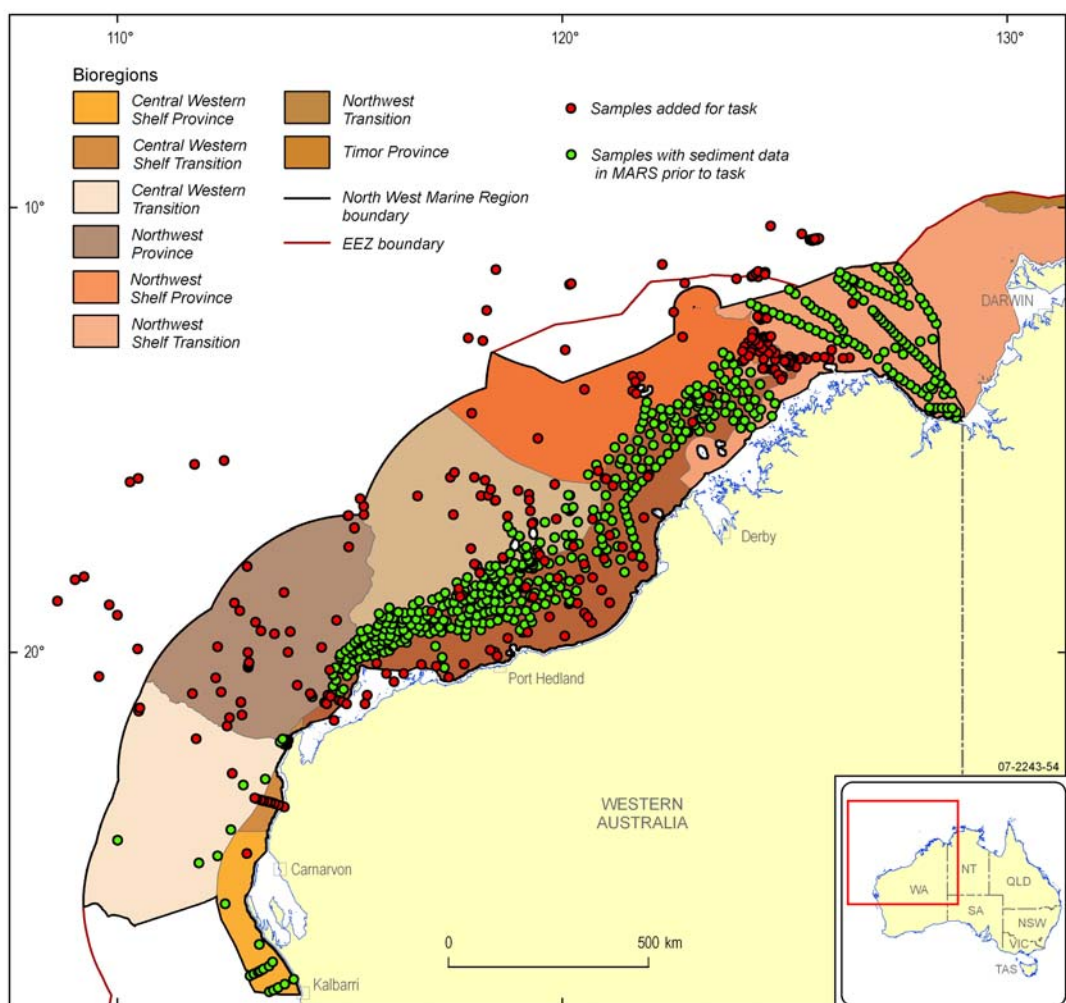 110°
120°
130°
Bioregions
Central Western
Shelf Province
Central Western
Shelf Transition
Central Western
Transition
Northwest
Province
Northwest
Shelf Province
Northwest
Shelf Transition
Northwest
Transition
Timor Province
North West Marine Region
boundary
EEZ boundary
Samples added for task
Samples with sediment data
in MARS prior to task
10°
DARWIN
Derby
20°
Port Hedland
07-2243-54
WESTERN
AUSTRALIA
Carnarvon
0
500 km
Kalbarri
110°
120°
NT
WA
QLD
SA
NSW
VIC
TAS